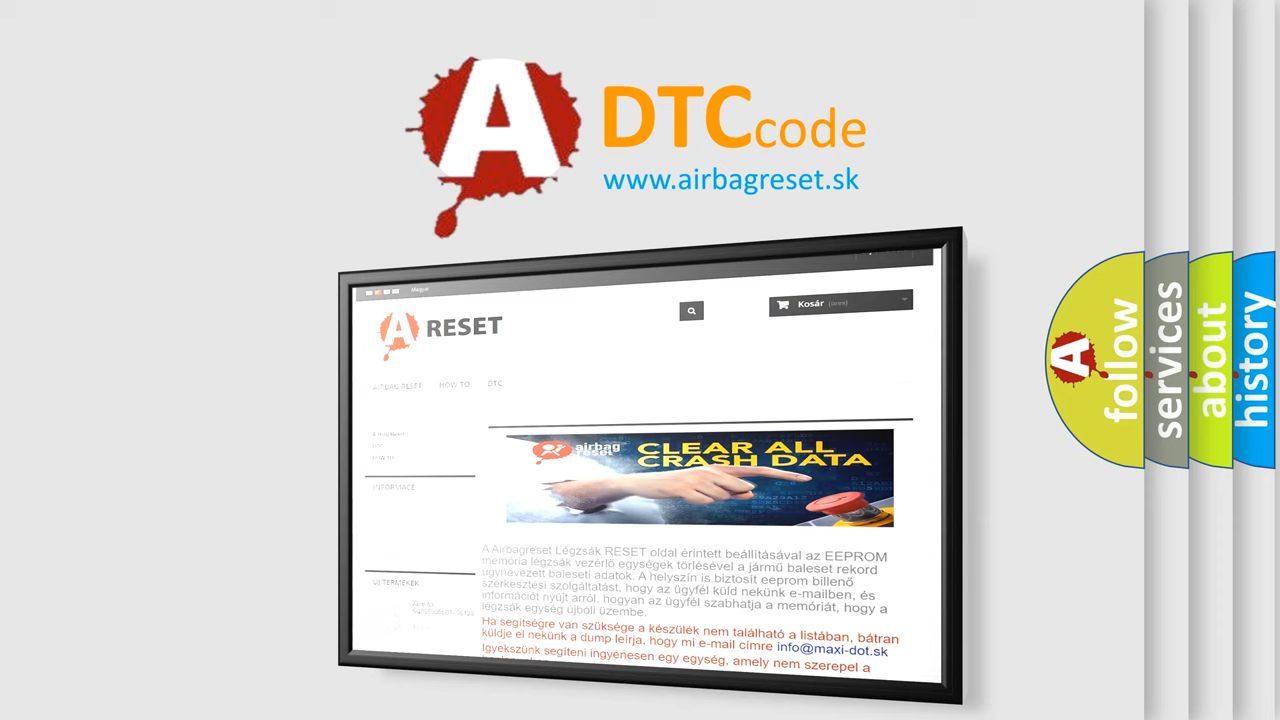 A
DTCcode
www.airbagreset.sk
Magyar
Kosár (üres)
A RESET
AIRBAG RESET HOW TO DTC
INFORMACE
ÚJ TERMÉKEK
airbag
reset
CLEAR ALL
CRASH DATA
A Airbagreset Légzsák RESET oldal érintett beállításával az EEPROM
memória légzsák vezérlő egységek törlésével a jármű baleset rekord
úgynevezett baleseti adatok. A helyszín is biztosít eeprom billenő
szerkesztési szolgáltatást, hogy az ügyfél küld nekünk e-mailben, és
információt nyújt arról, hogyan az ügyfél szabhatja a memóriát, hogy a
légzsák egység újbóli üzembe.
Ha segítségre van szüksége a készülék nem található a listában, bátran
küldje el nekünk a dump leírja, hogy mi e-mail címre info@maxi-dot.sk
Igyekszünk segíteni ingyenesen egy egység, amely nem szerepel a
A
follow
services
about
history